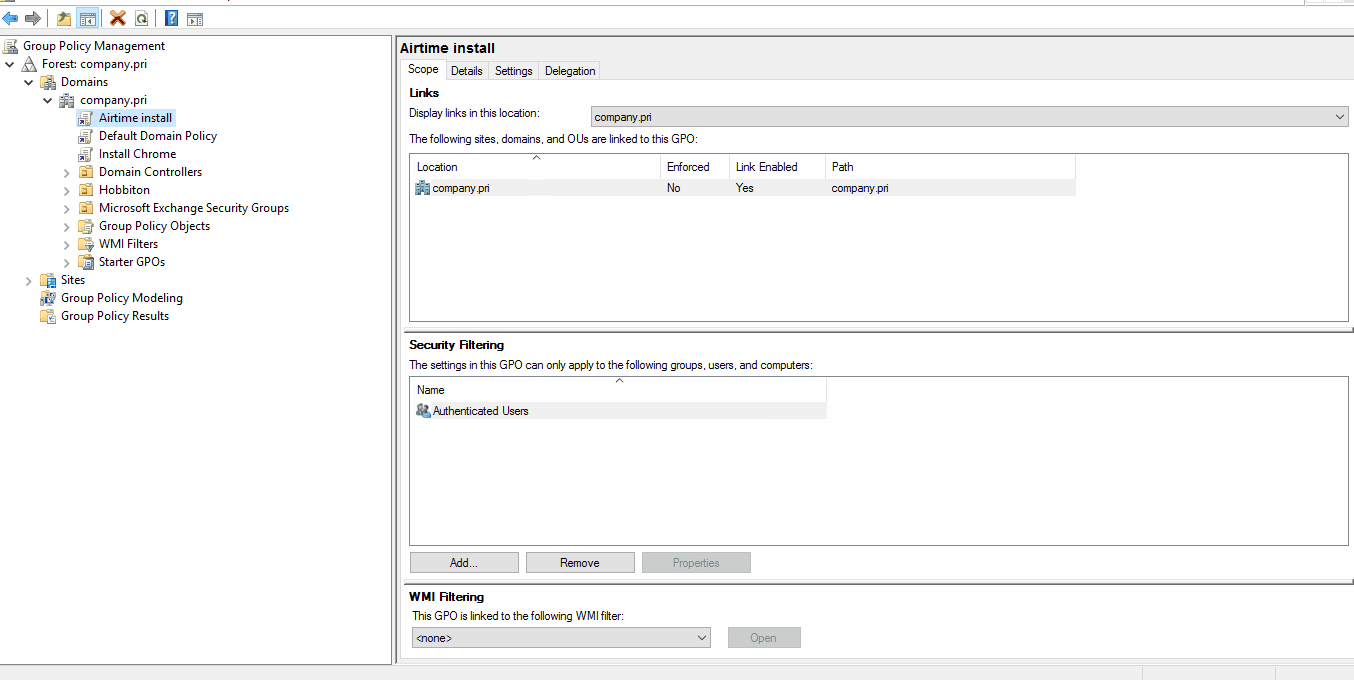 Group Policy Management
Forest: company.pri
Domains
company.pri
Airtime install
Default Domain Policy
Install Chrome
Domain Controllers
Hobbiton
Microsoft Exchange Security Groups
Group Policy Objects
WMI Filters
Starter GPOs
Sites
Group Policy Modeling
Group Policy Results
Airtime install
Scope Details Settings Delegation
Links
Display links in this location: company.pri
The following sites, domains, and OUs are linked to this GPO:
Location Enforced Link Enabled Path
company.pri No Yes company.pri
Security Filtering
The settings in this GPO can only apply to the following groups, users, and computers:
Name
Authenticated Users
Add... Remove Properties
WMI Filtering
This GPO is linked to the following WMI filter:
<none> Open